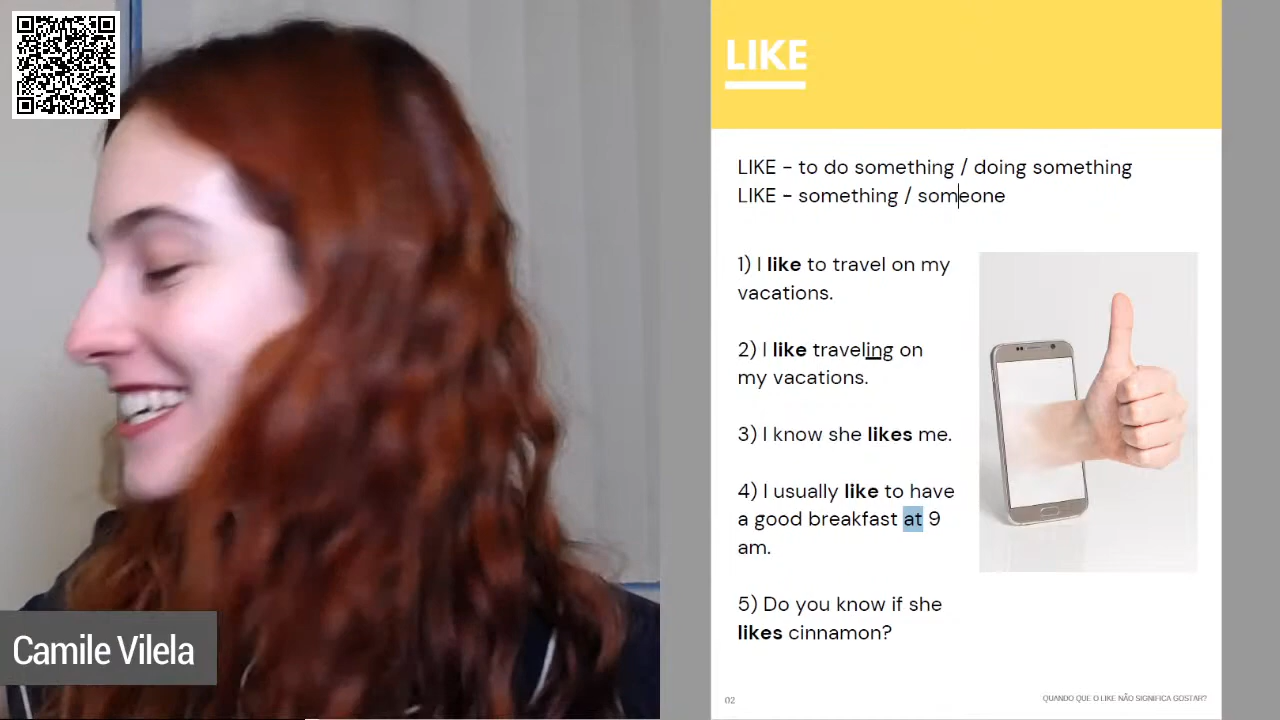 LIKE
LIKE - to do something / doing something
LIKE - something / someone
1) I like to travel on my
vacations.
2) I like traveling on
my vacations.
3) I know she likes me.
4) I usually like to have
a good breakfast at 9
am.
5) Do you know if she
likes cinnamon?
02
QUANDO QUE O LIKE NÃO SIGNIFICA GOSTAR?
Camile Vilela